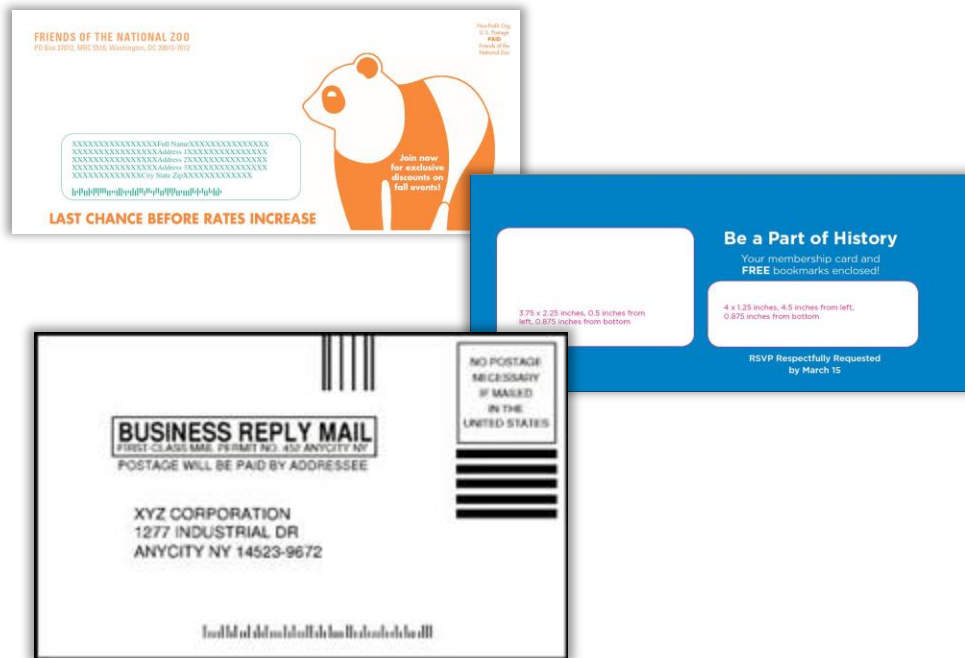 FRIENDS OF THE NATIONAL ZOO
PO Box 37012, MRC 5516, Washington, DC 20013-7012
Non-Profit Org
U.S. Postage
PAID
Friends of the
National Zoo
XXXXXXXXXXXXXXXFull NameXXXXXXXXXXXXXXX
XXXXXXXXXXXXXXXXAddress 1XXXXXXXXXXXXXXX
XXXXXXXXXXXXXXXXAddress 2XXXXXXXXXXXXXXX
XXXXXXXXXXXXXXXXAddress 3XXXXXXXXXXXXXXX
XXXXXXXXXXXXXCity State ZipXXXXXXXXXXXXX
Join now
for exclusive
discounts on
fall events!
LAST CHANCE BEFORE RATES INCREASE
Be a Part of History
Your membership card and
FREE bookmarks enclosed!
3.75 x 2.25 inches, 0.5 inches from
left, 0.875 inches from bottom
4 x 1.25 inches, 4.5 inches from left,
0.875 inches from bottom
RSVP Respectfully Requested
by March 15
NO POSTAGE
NECESSARY
IF MAILED
IN THE
UNITED STATES
BUSINESS REPLY MAIL
FIRST-CLASS MAIL PERMIT NO. 452 ANYCITY NY
POSTAGE WILL BE PAID BY ADDRESSEE
XYZ CORPORATION
1277 INDUSTRIAL DR
ANYCITY NY 14523-9672